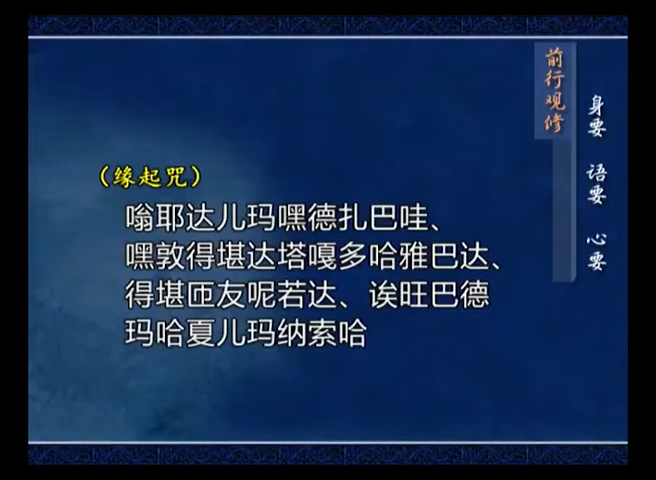 前行观修
身要 语要 心要
（缘起咒）
嗡耶达儿玛嘿德扎巴哇、
嘿敦得堪达塔嘎多哈雅巴达、
得堪匝友呢若达、诶旺巴德
玛哈夏儿玛纳索哈